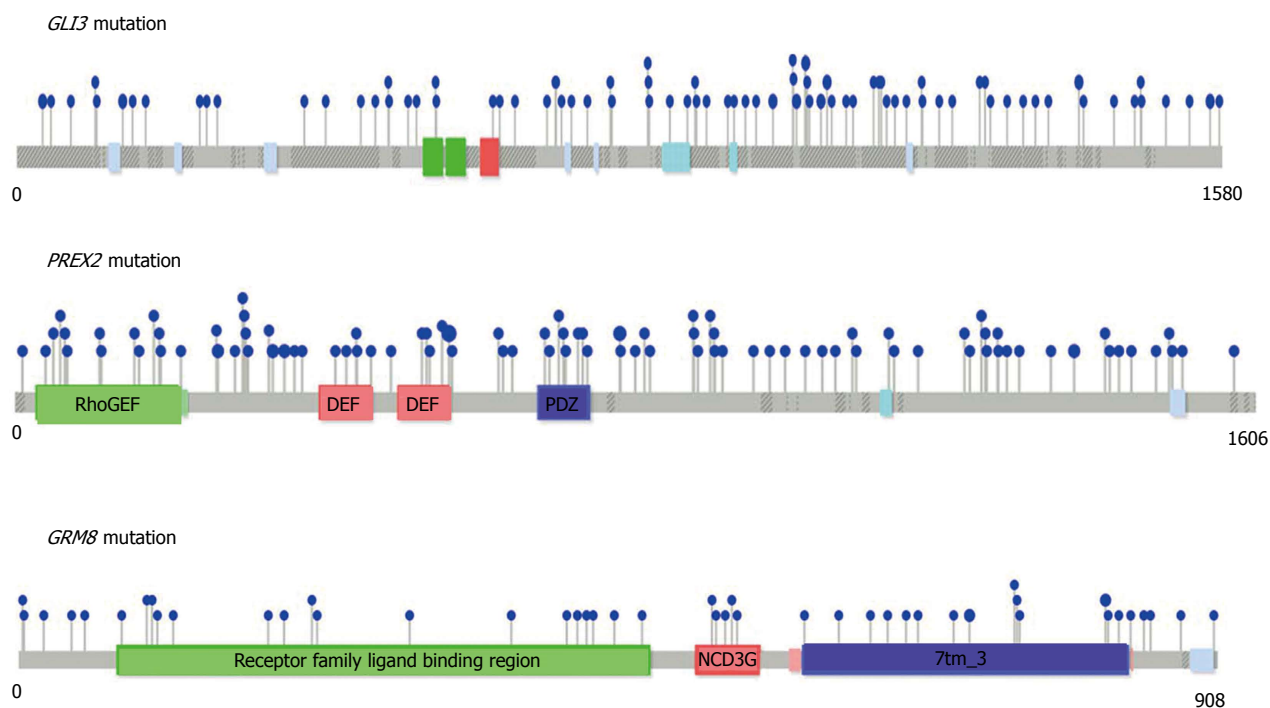 GLI3 mutation
0
1580
PREX2 mutation
RhoGEF DEF DEF PDZ
0
1606
GRM8 mutation
Receptor family ligand binding region NCD3G 7tm_3
0
908